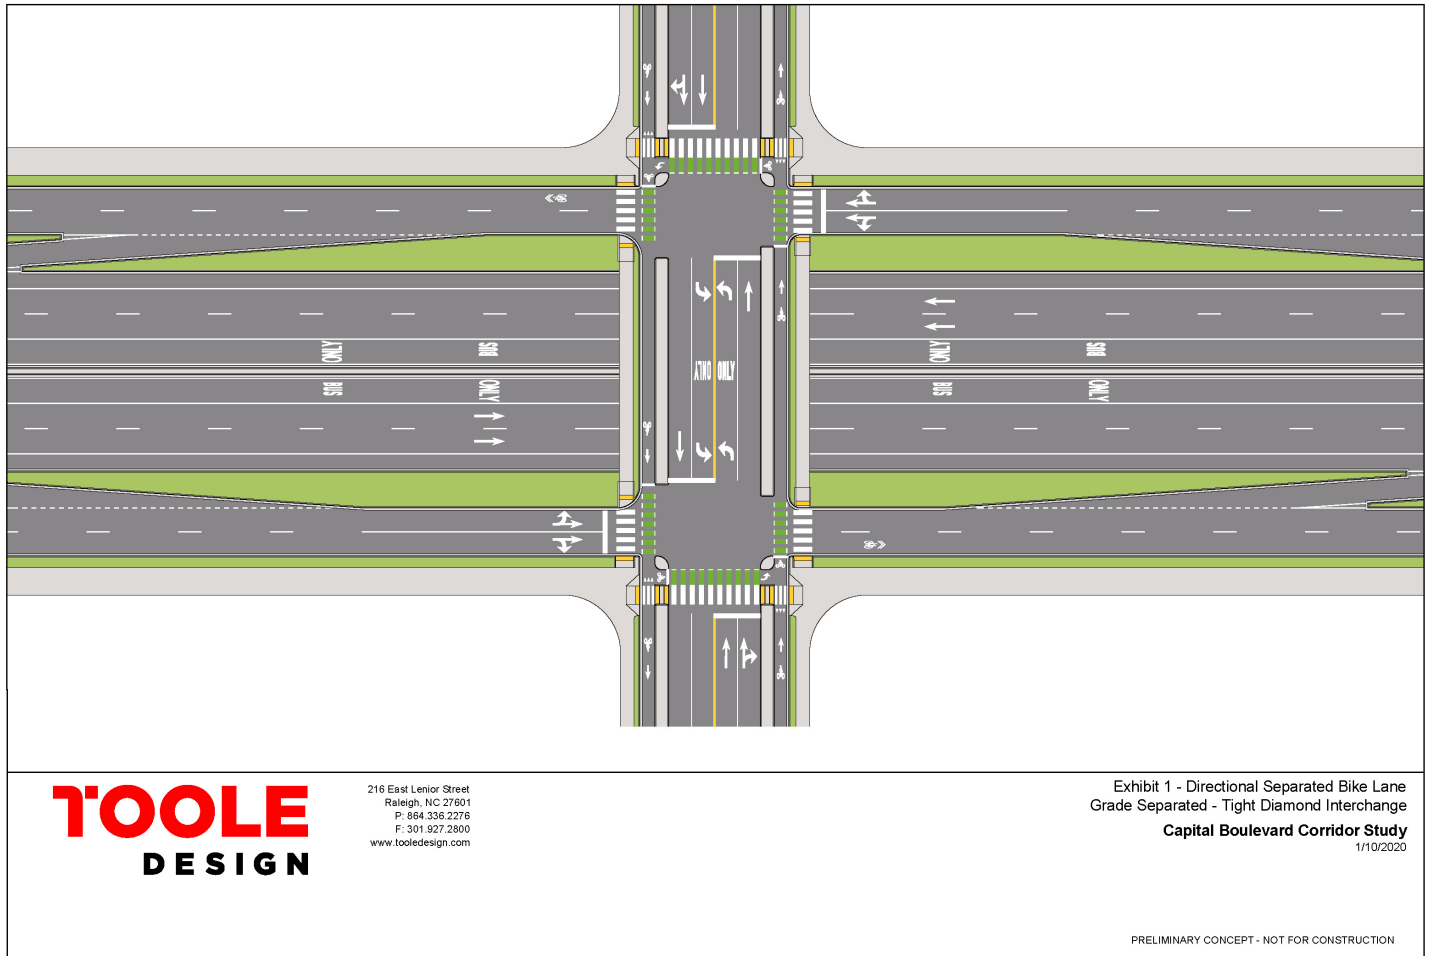 ONLY
BUS
ONLY
BUS
BUS
ONLY
BUS
ONLY
ONLY
ONLY
TOOLE
DESIGN
216 East Lenior Street
Raleigh, NC 27601
P: 864.336.2276
F: 301.927.2800
www.tooledesign.com
Exhibit 1 - Directional Separated Bike Lane
Grade Separated - Tight Diamond Interchange
Capital Boulevard Corridor Study
1/10/2020
PRELIMINARY CONCEPT - NOT FOR CONSTRUCTION